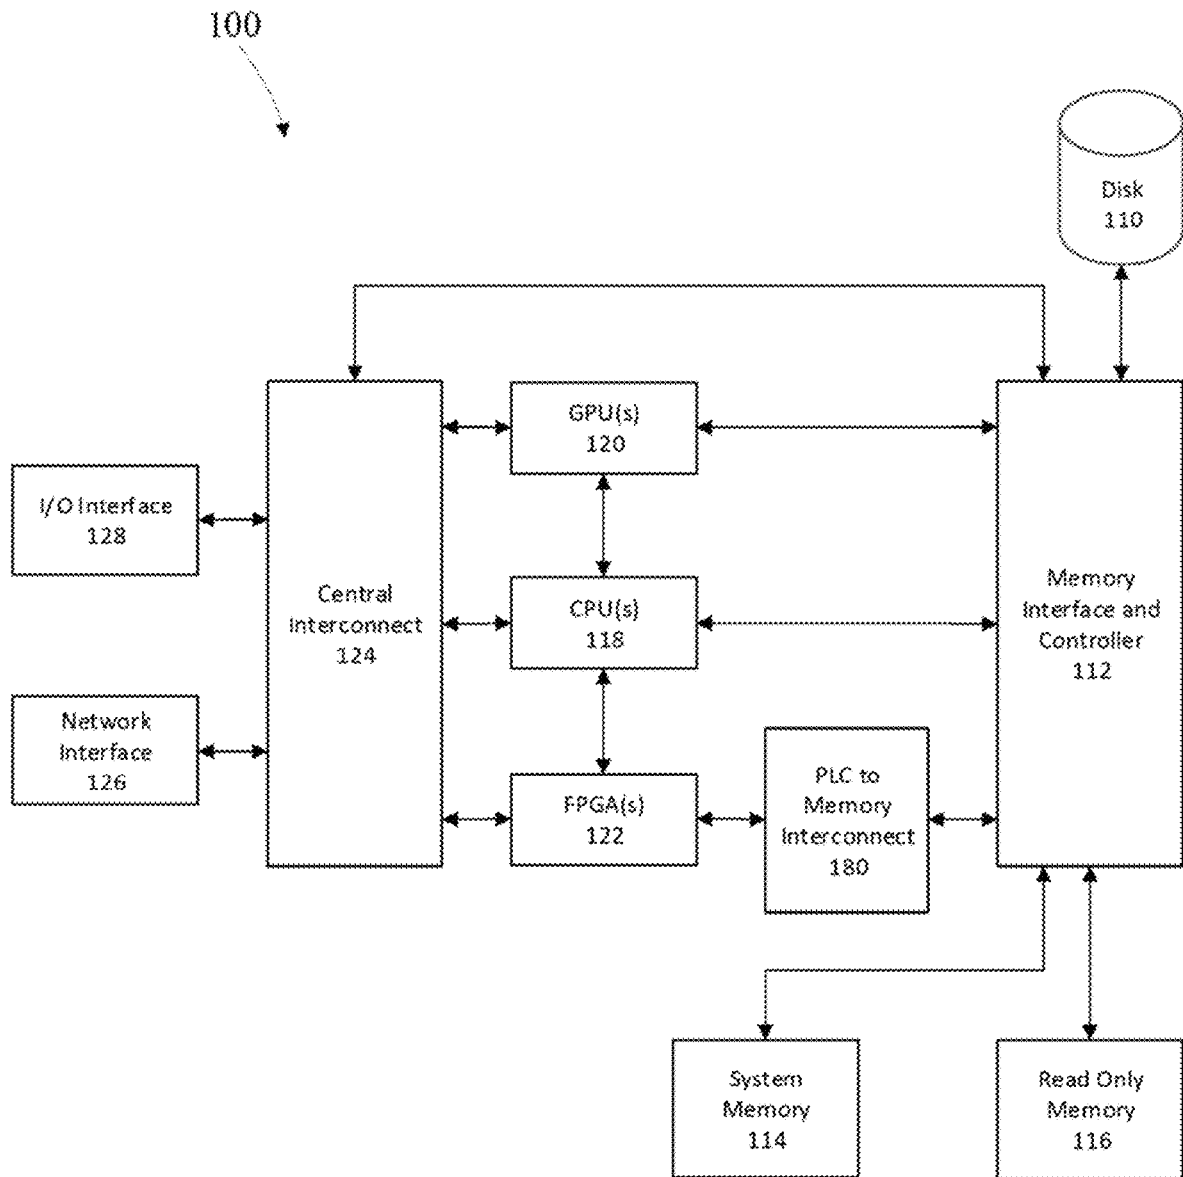 100
Disk
110
GPU(s)
120
I/O Interface
128
Central
Interconnect
124
CPU(s)
118
Memory
Interface and
Controller
112
Network
Interface
126
FPGA(s)
122
PLC to
Memory
Interconnect
180
System
Memory
114
Read Only
Memory
116